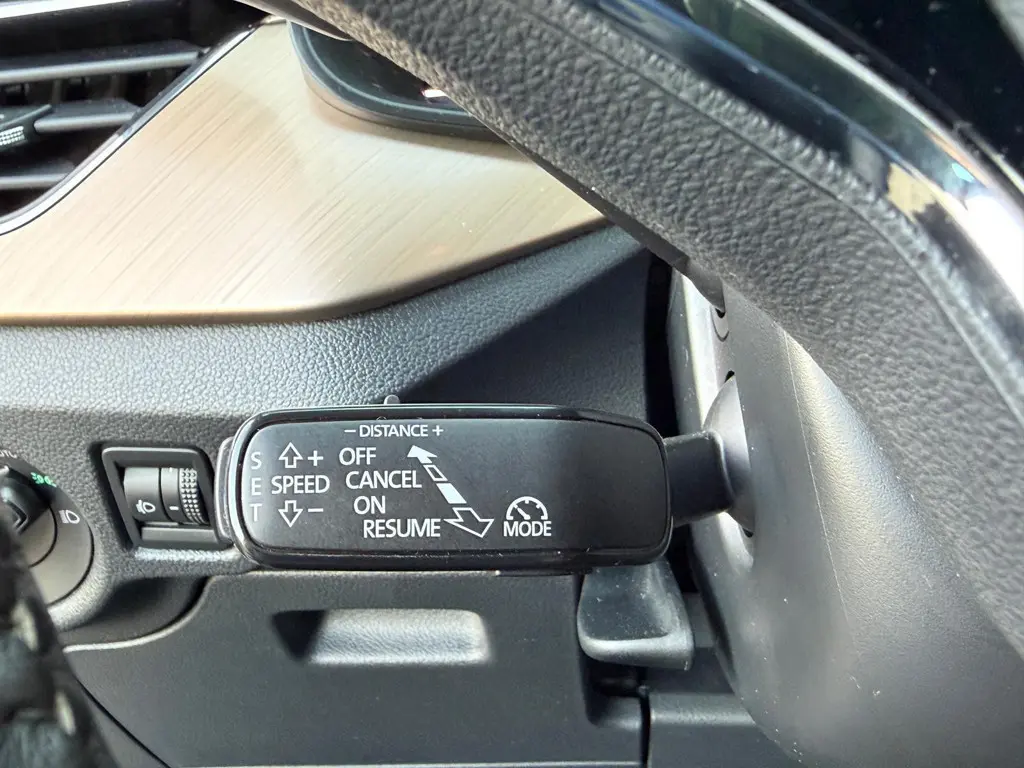 – DISTANCE +
S + OFF
E SPEED CANCEL
T – ON
RESUME MODE